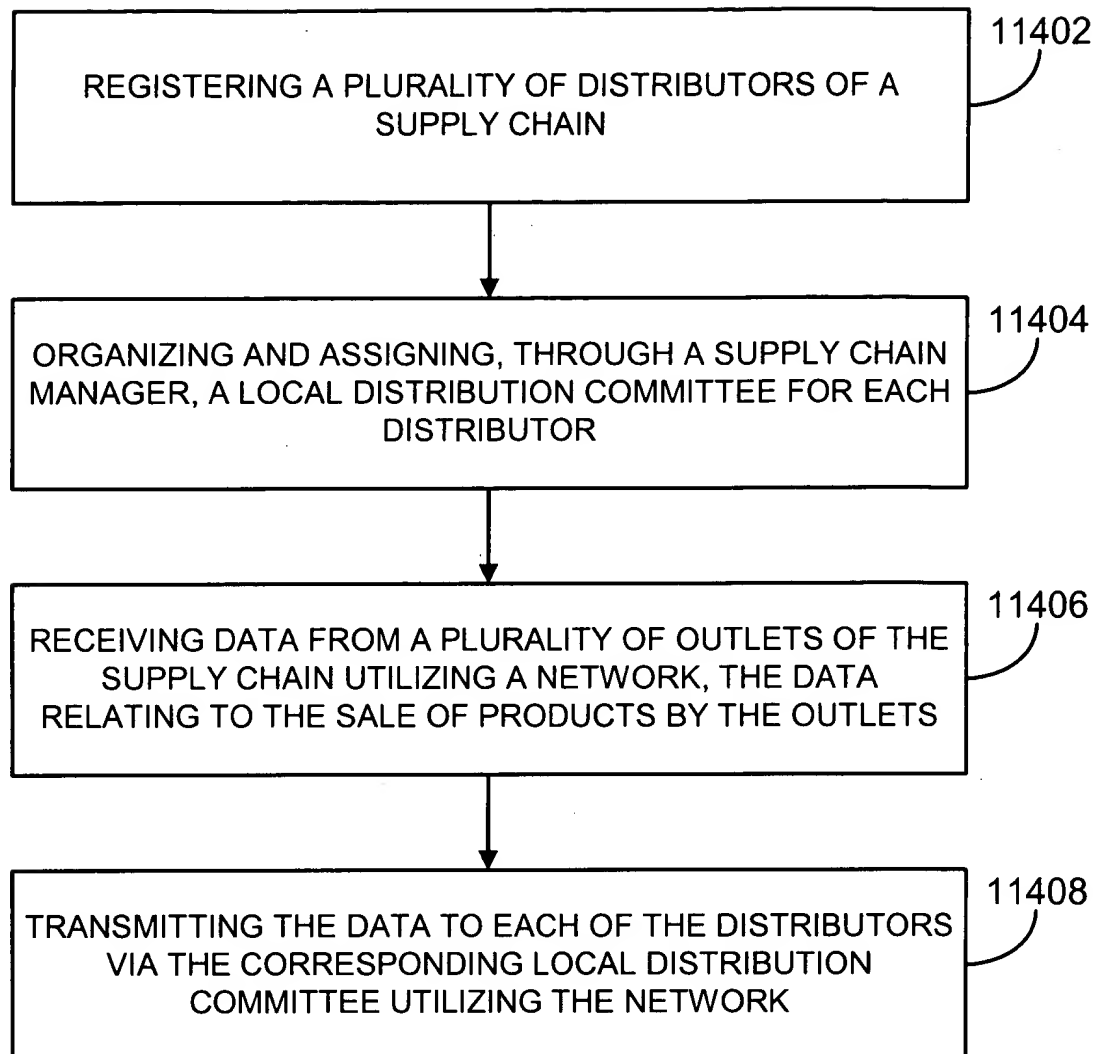 11402
REGISTERING A PLURALITY OF DISTRIBUTORS OF A
SUPPLY CHAIN
11404
ORGANIZING AND ASSIGNING, THROUGH A SUPPLY CHAIN
MANAGER, A LOCAL DISTRIBUTION COMMITTEE FOR EACH
DISTRIBUTOR
11406
RECEIVING DATA FROM A PLURALITY OF OUTLETS OF THE
SUPPLY CHAIN UTILIZING A NETWORK, THE DATA
RELATING TO THE SALE OF PRODUCTS BY THE OUTLETS
11408
TRANSMITTING THE DATA TO EACH OF THE DISTRIBUTORS
VIA THE CORRESPONDING LOCAL DISTRIBUTION
COMMITTEE UTILIZING THE NETWORK